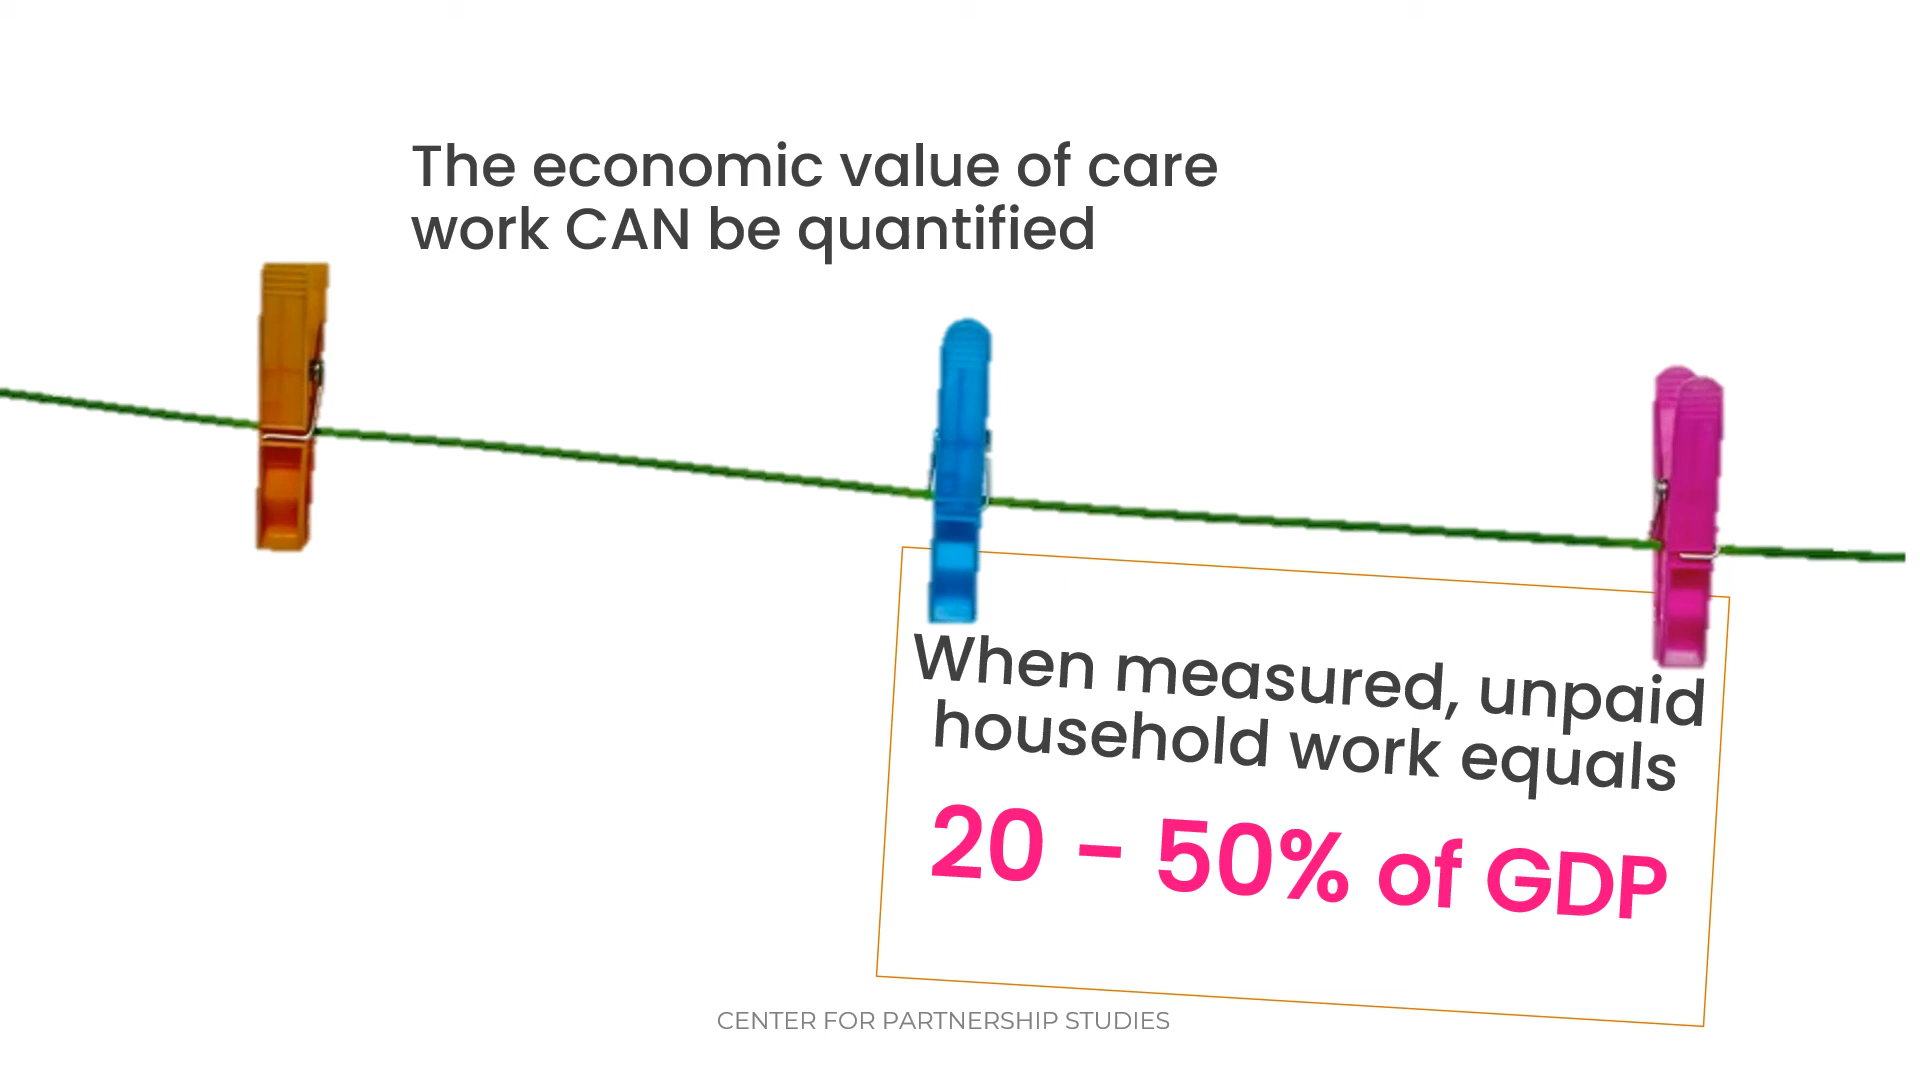 The economic value of care
work CAN be quantified
When measured, unpaid
household work equals
20 - 50% of GDP
CENTER FOR PARTNERSHIP STUDIES